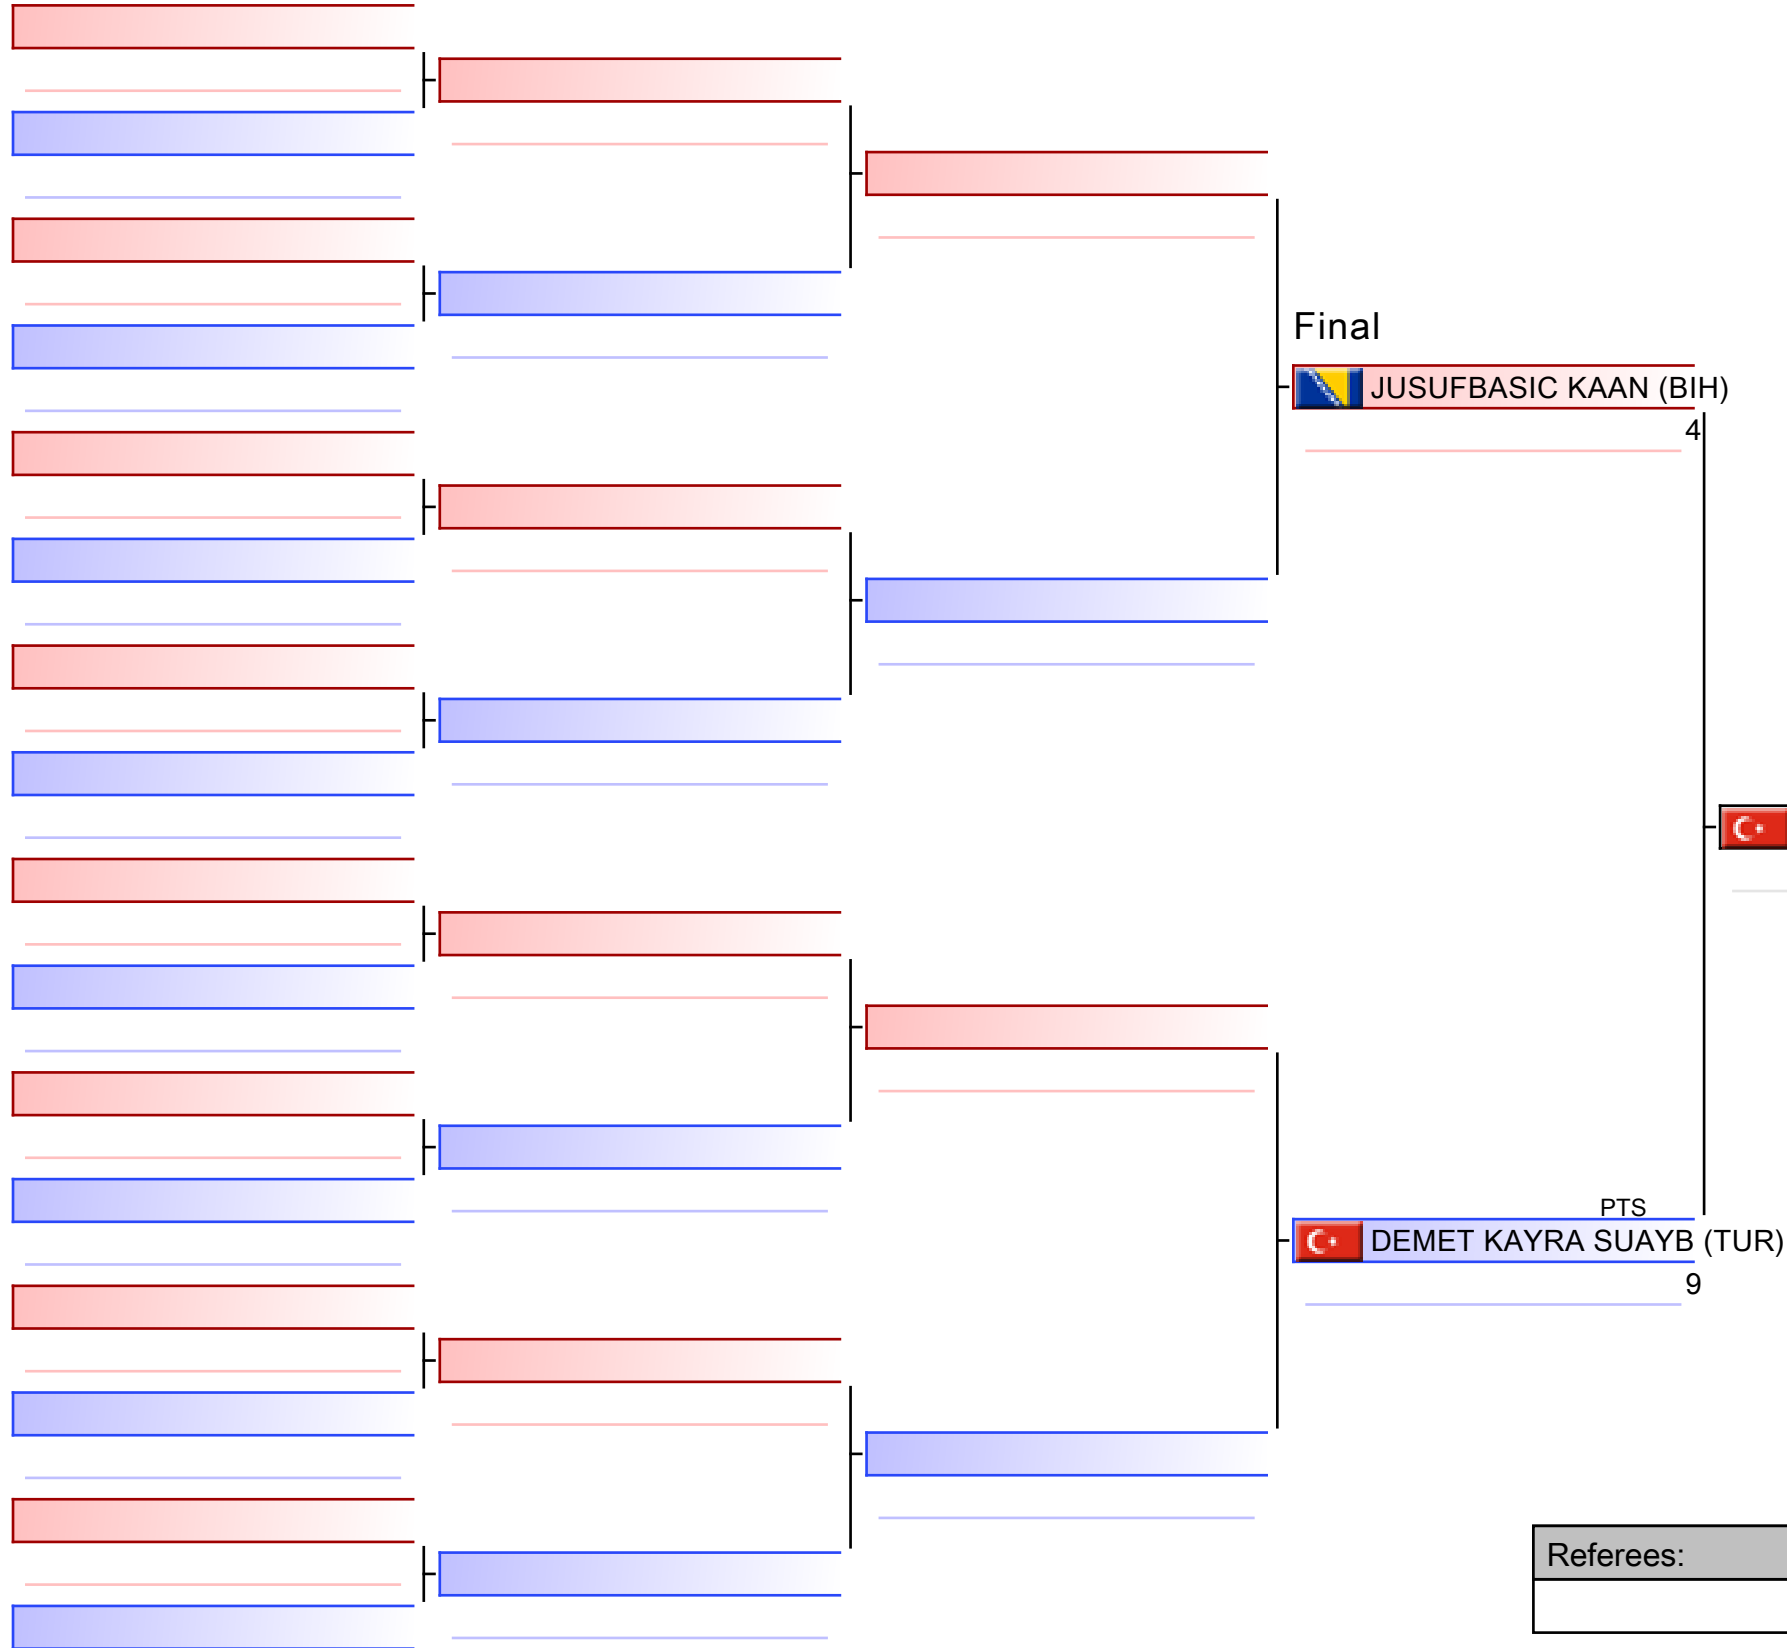 Final
JUSUFBASIC KAAN (BIH)
4
PTS
DEMET KAYRA SUAYB (TUR)
9
Referees: